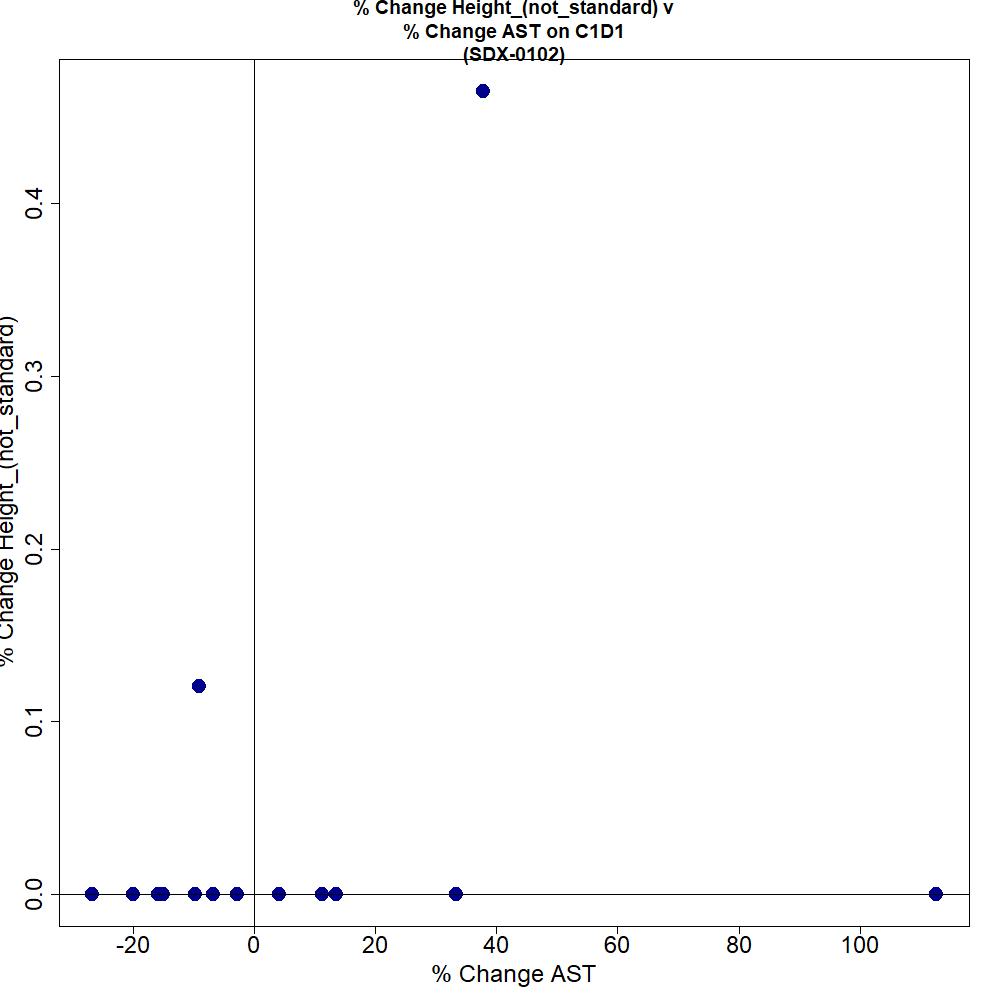 % Change Height_(not_standard) v
% Change AST on C1D1
(SDX-0102)
% Change Height_(not_standard)
0.4
0.3
0.2
0.1
0.0
-20
0
20
40
60
80
100
% Change AST